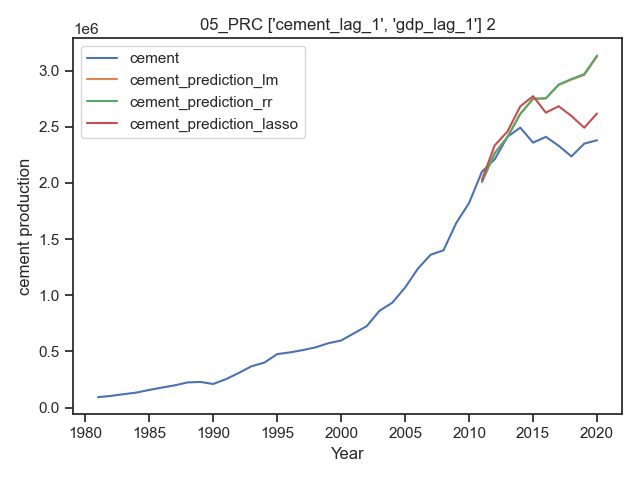 05_PRC ['cement_lag_1', 'gdp_lag_1'] 2
1e6
cement
cement_prediction_lm
cement_prediction_rr
cement_prediction_lasso
3.0
2.5
2.0
1.5
1.0
0.5
0.0
cement production
1980 1985 1990 1995 2000 2005 2010 2015 2020
Year